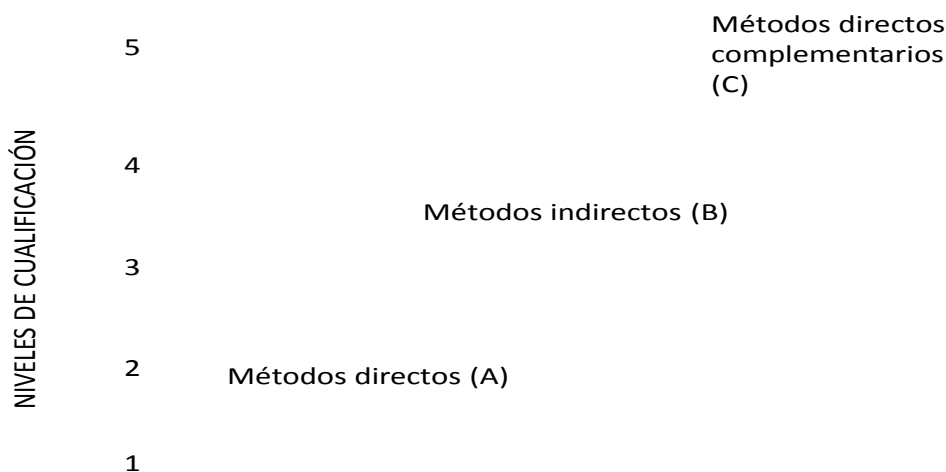 Métodos directos
complementarios
(C)
5
4
Métodos indirectos (B)
3
2
Métodos directos (A)
1
NIVELES DE CUALIFICACIÓN